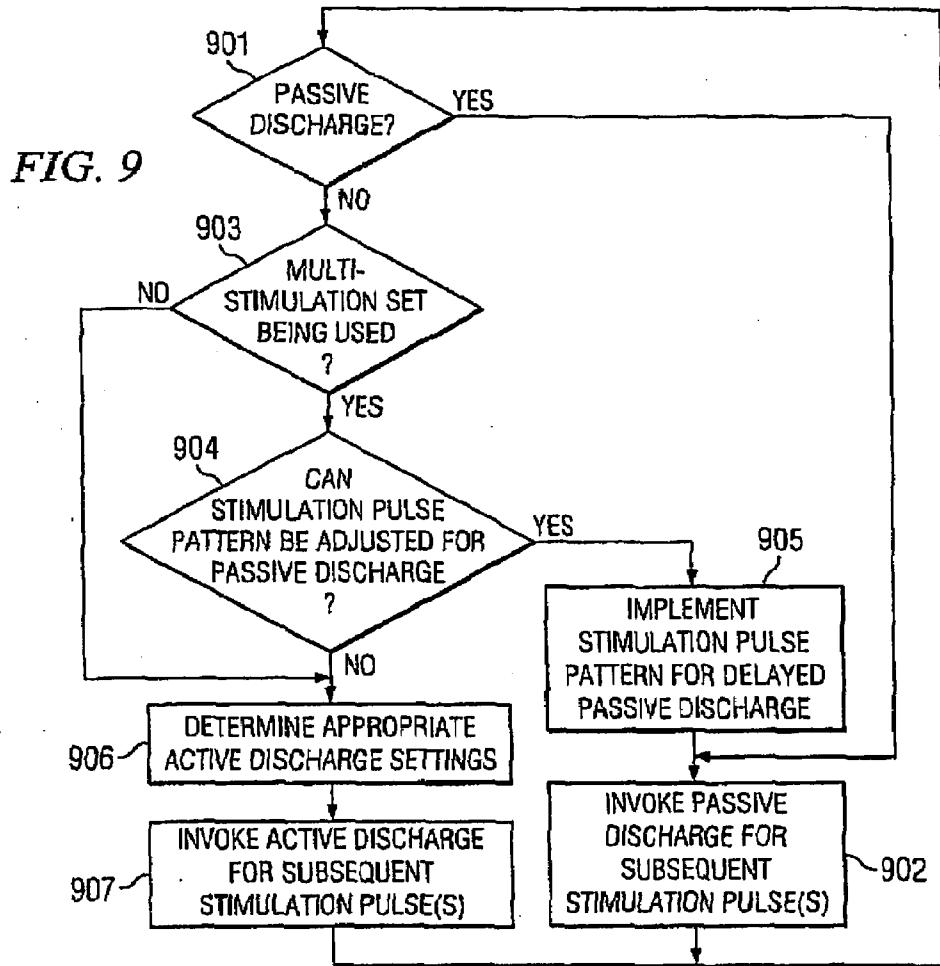 901
PASSIVE
DISCHARGE?
YES
FIG. 9
NO
903
MULTI-
STIMULATION SET
BEING USED
?
NO
YES
904
CAN
STIMULATION PULSE
PATTERN BE ADJUSTED FOR
PASSIVE DISCHARGE
?
YES
905
IMPLEMENT
STIMULATION PULSE
PATTERN FOR DELAYED
PASSIVE DISCHARGE
NO
906
DETERMINE APPROPRIATE
ACTIVE DISCHARGE SETTINGS
907
INVOKE ACTIVE DISCHARGE
FOR SUBSEQUENT
STIMULATION PULSE(S)
INVOKE PASSIVE
DISCHARGE FOR
SUBSEQUENT
STIMULATION PULSE(S)
902